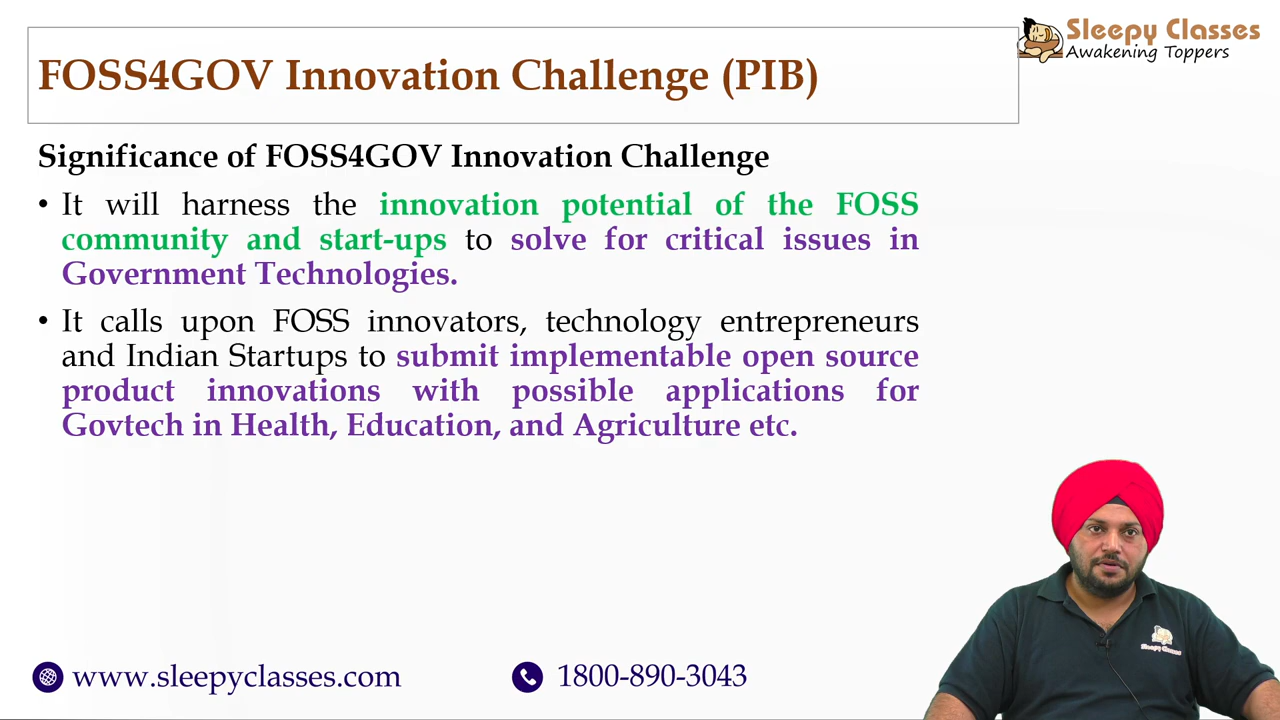 Sleepy Classes
Awakening Toppers
FOSS4GOV Innovation Challenge (PIB)
Significance of FOSS4GOV Innovation Challenge
• It will harness the innovation potential of the FOSS
community and start-ups to solve for critical issues in
Government Technologies.
• It calls upon FOSS innovators, technology entrepreneurs
and Indian Startups to submit implementable open source
product innovations with possible applications for
Govtech in Health, Education, and Agriculture etc.
Sleepy Classes
www.sleepyclasses.com
1800-890-3043